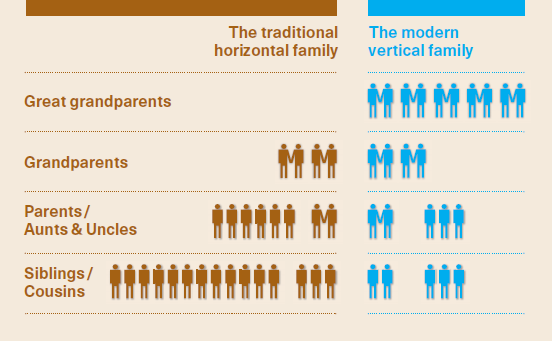 The traditional
horizontal family
The modern
vertical family
Great grandparents
Grandparents
Parents/
Aunts & Uncles
Siblings/
Cousins